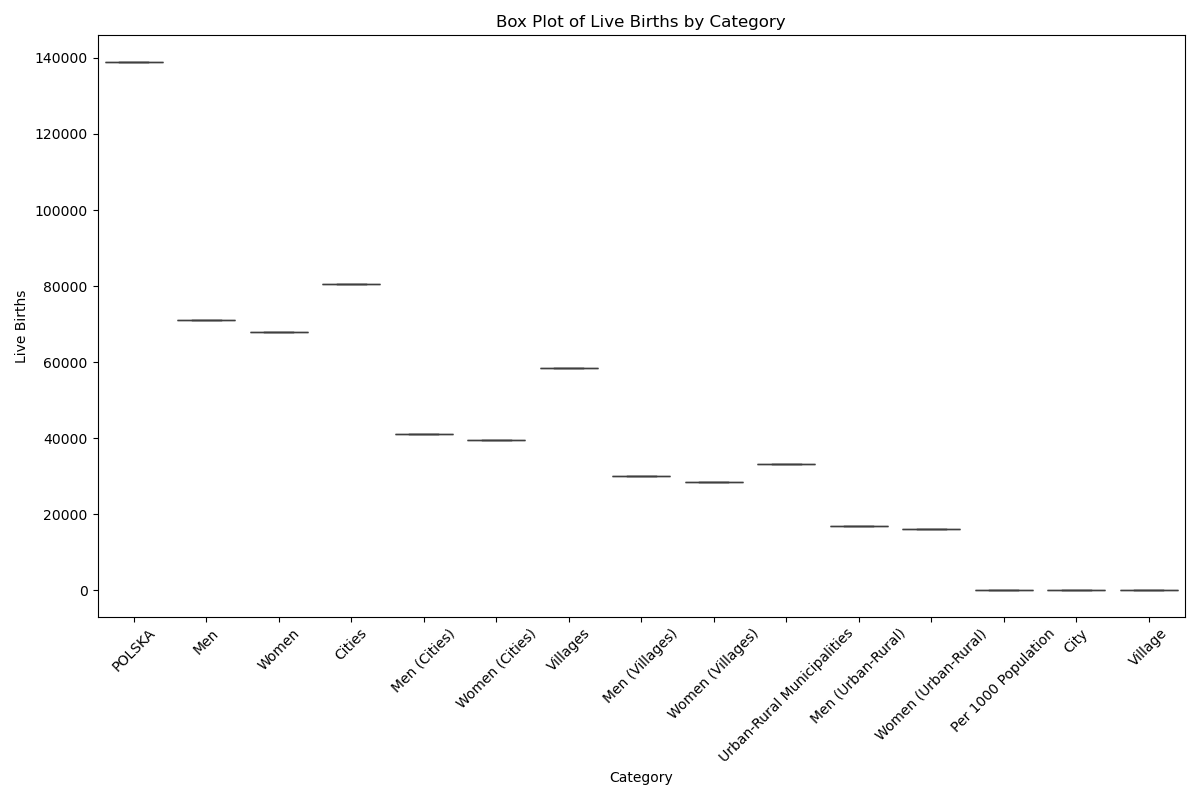 Box Plot of Live Births by Category
140000
120000
100000
80000
60000
40000
20000
0
Live Births
POLSKA
Men
Women
Cities
Men (Cities)
Women (Cities)
Villages
Men (Villages)
Women (Villages)
Urban-Rural Municipalities
Men (Urban-Rural)
Women (Urban-Rural)
Per 1000 Population
City
Village
Category